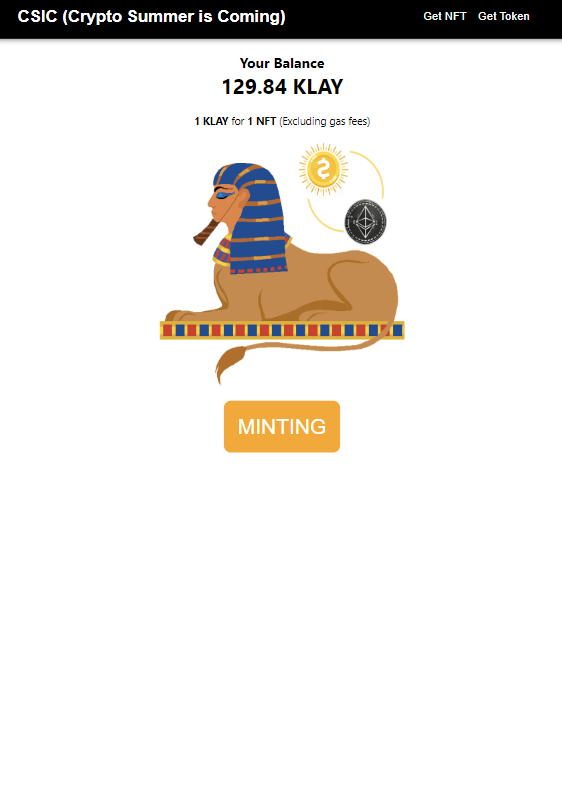 CSIC (Crypto Summer is Coming)
Get NFT
Get Token
Your Balance
129.84 KLAY
1 KLAY for 1 NFT (Excluding gas fees)
MINTING